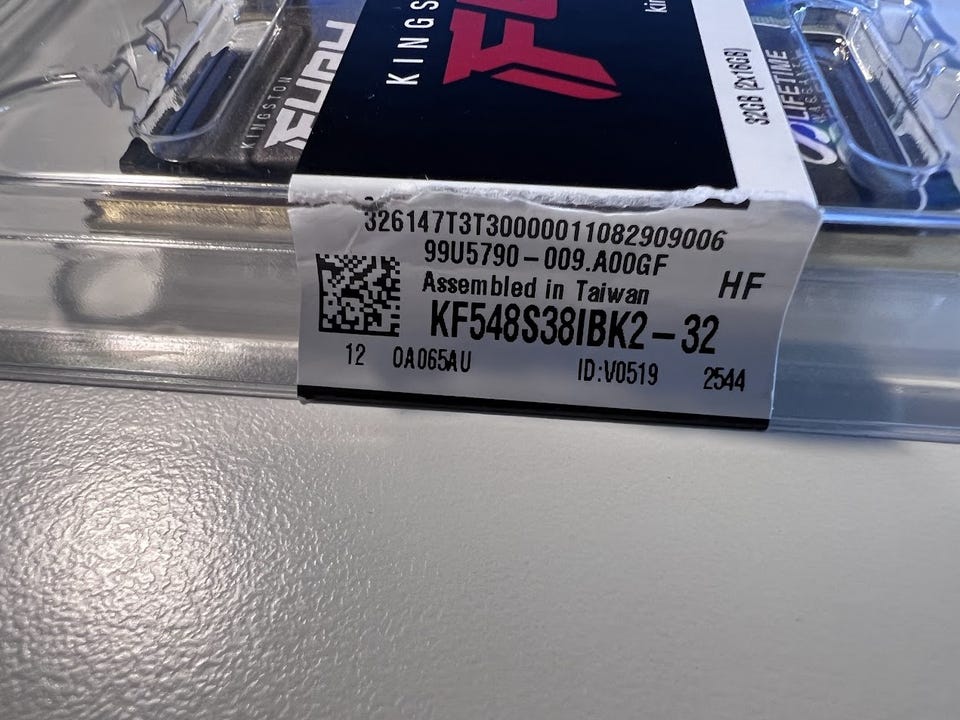 KINGSTON
FURY
KINGS
FU
32GB (2x16GB)
LIFETIME
326147T3T30000011082909006
99U5790-009.A00GF
Assembled in Taiwan
HF
KF548S38IBK2-32
12 0A065AU ID:V0519 2544